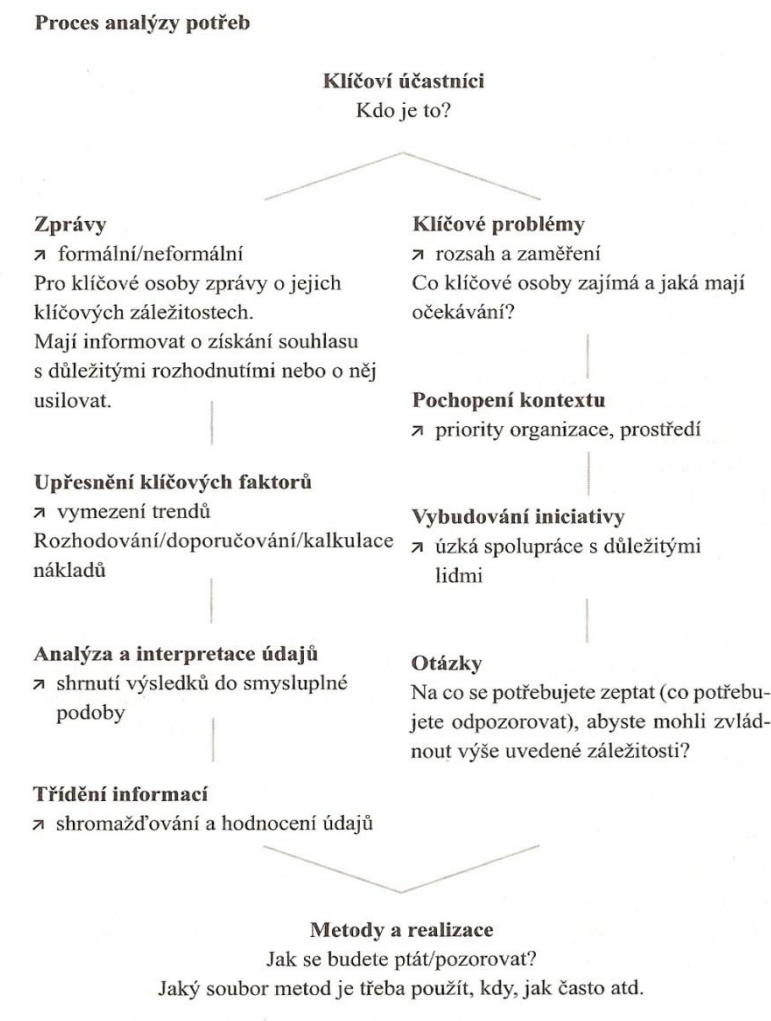 Proces analýzy potřeb
Klíčoví účastníci
Kdo je to?
Zprávy
↗ formální/neformální
Pro klíčové osoby zprávy o jejich
klíčových záležitostech.
Mají informovat o získání souhlasu
s důležitými rozhodnutími nebo o něj
usilovat.
Upřesnění klíčových faktorů
↗ vymezení trendů
Rozhodování/doporučování/kalkulace
nákladů
Analýza a interpretace údajů
↗ shrnutí výsledků do smysluplné
podoby
Třídění informací
↗ shromažďování a hodnocení údajů
Klíčové problémy
↗ rozsah a zaměření
Co klíčové osoby zajímá a jaká mají
očekávání?
Pochopení kontextu
↗ priority organizace, prostředí
Vybudování iniciativy
↗ úzká spolupráce s důležitými
lidmi
Otázky
Na co se potřebujete zeptat (co potřebu-
jete odpozorovat), abyste mohli zvlád-
nout výše uvedené záležitosti?
Metody a realizace
Jak se budete ptát/pozorovat?
Jaký soubor metod je třeba použít, kdy, jak často atd.